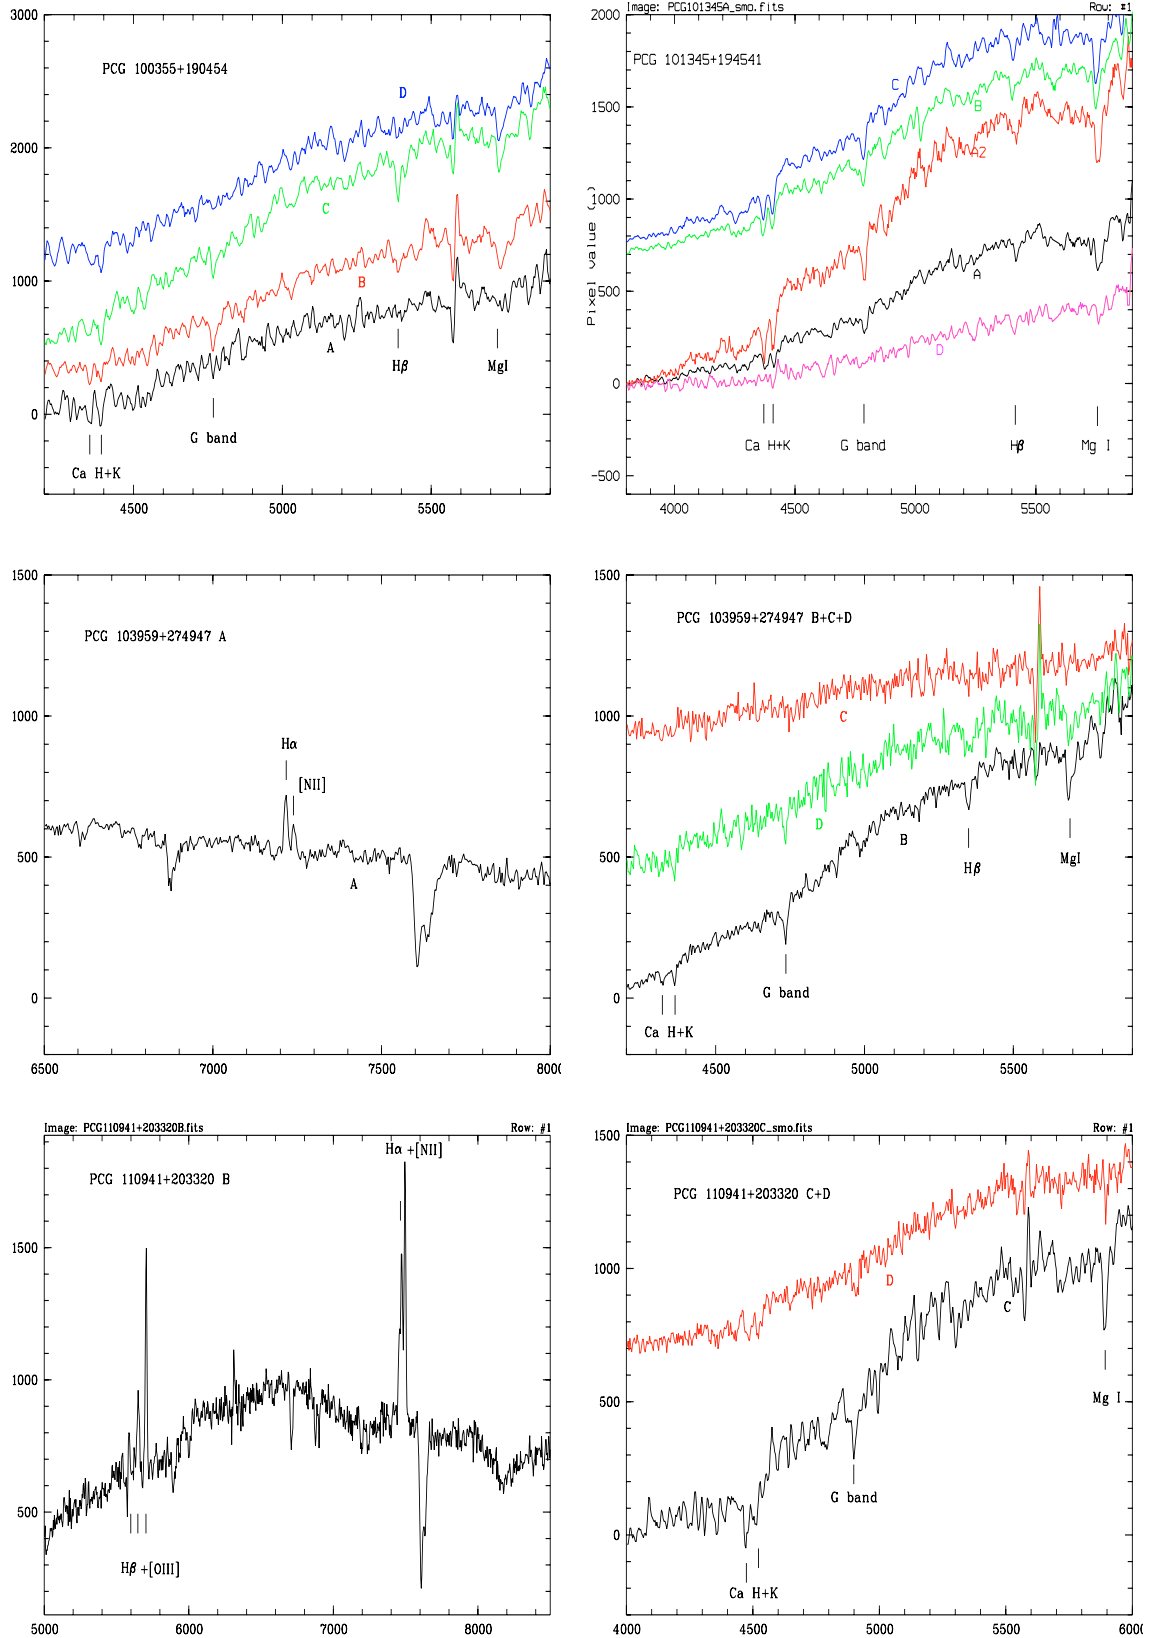 3000
PCG 100355+190454
D
2000
C
B
1000
A
Hβ
MgI
0
G band
Ca H+K
4500
5000
5500
Image: PCG101345A_smo.fits
Row: #1
2000
PCG 101345+194541
C
1500
B
A2
1000
Pixel value (.)
A
500
D
0
Ca H+K
G band
Hβ
Mg I
-500
4000
4500
5000
5500
1500
PCG 103959+274947 A
1000
Hα
[NII]
500
A
0
6500
7000
7500
8000
1500
PCG 103959+274947 B+C+D
1000
C
D
B
500
Hβ
MgI
G band
0
Ca H+K
4500
5000
5500
Image: PCG110941+203320B.fits
Row: #1
Hα +[NII]
PCG 110941+203320 B
1500
1000
500
Hβ +[OIII]
5000
6000
7000
8000
Image: PCG110941+203320C_smo.fits
Row: #1
1500
PCG 110941+203320 C+D
1000
D
C
Mg I
500
G band
0
Ca H+K
4000
4500
5000
5500
6000